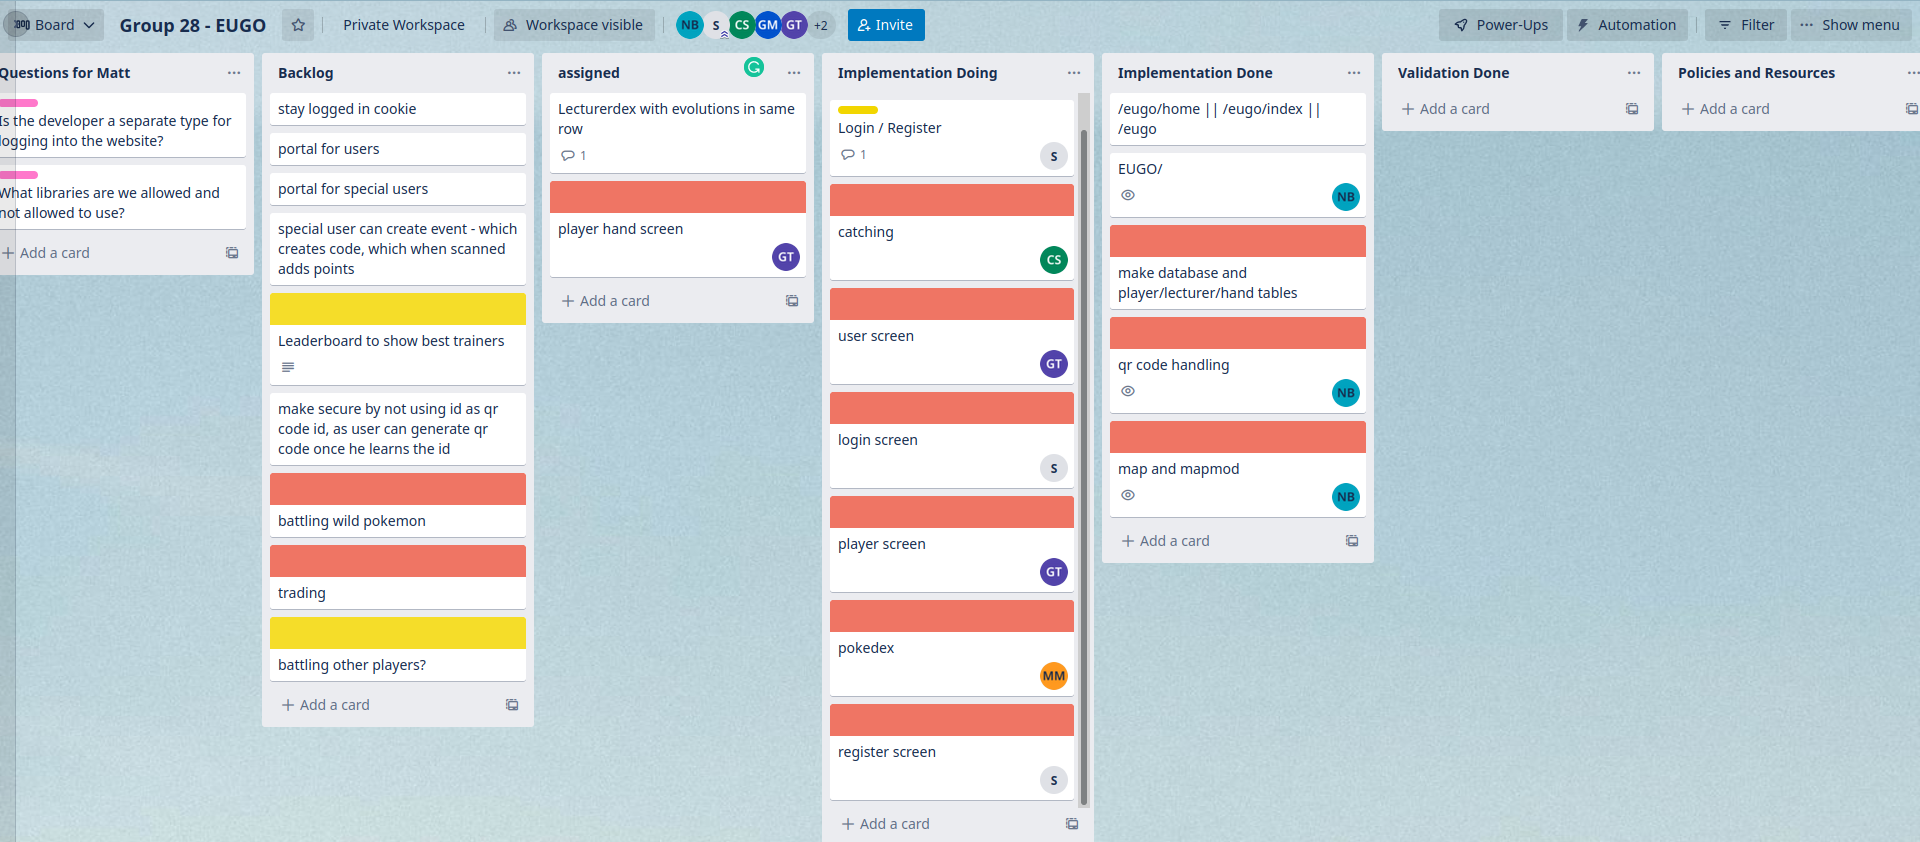 Board
Group 28 - EUGO
Private Workspace
Workspace visible
NB
S
CS
GM
GT
+2
Invite
Power-Ups
Automation
Filter
Show menu
Questions for Matt
Is the developer a separate type for
logging into the website?
What libraries are we allowed and
not allowed to use?
Add a card
Backlog
stay logged in cookie
portal for users
portal for special users
special user can create event - which
creates code, which when scanned
adds points
Leaderboard to show best trainers
make secure by not using id as qr
code id, as user can generate qr
code once he learns the id
battling wild pokemon
trading
battling other players?
Add a card
assigned
Lecturerdex with evolutions in same
row
1
player hand screen
GT
Add a card
Implementation Doing
Login / Register
1
S
catching
CS
user screen
GT
login screen
S
player screen
GT
pokedex
MM
register screen
S
Add a card
Implementation Done
/eugo/home || /eugo/index ||
/eugo
EUGO/
NB
make database and
player/lecturer/hand tables
qr code handling
NB
map and mapmod
NB
Add a card
Validation Done
Add a card
Policies and Resources
Add a card